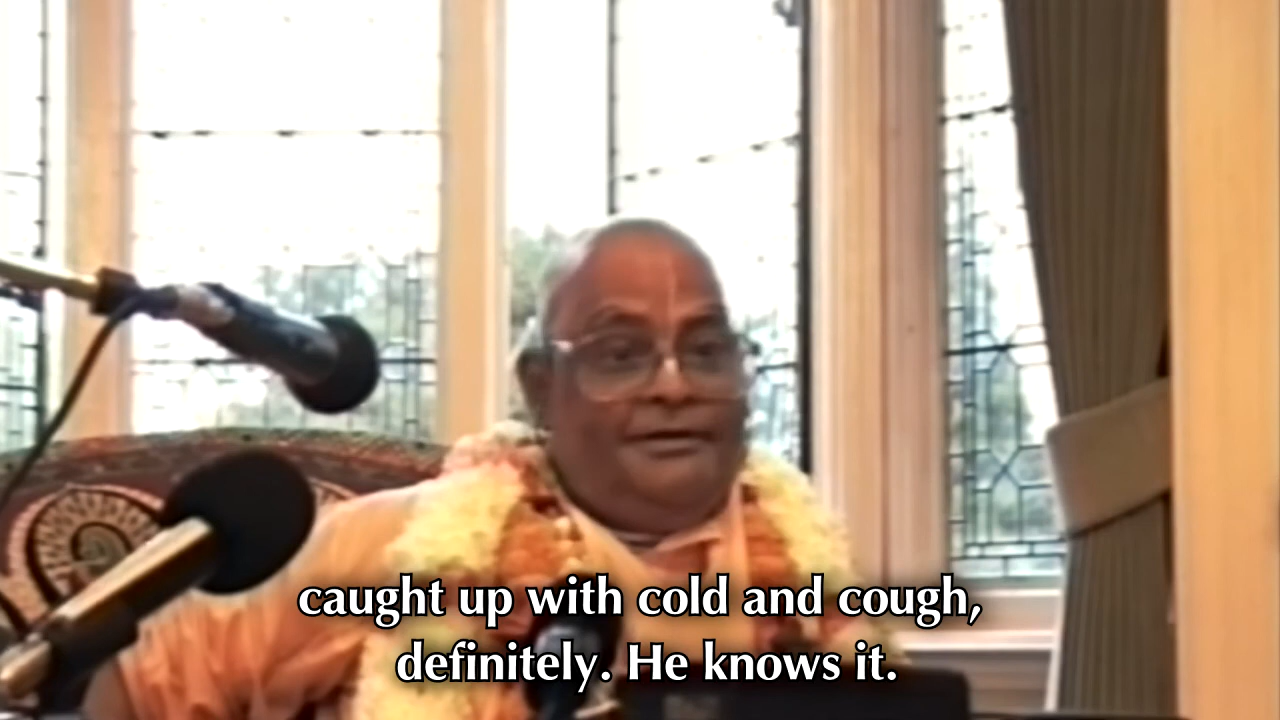 caught up with cold and cough,
definitely. He knows it.